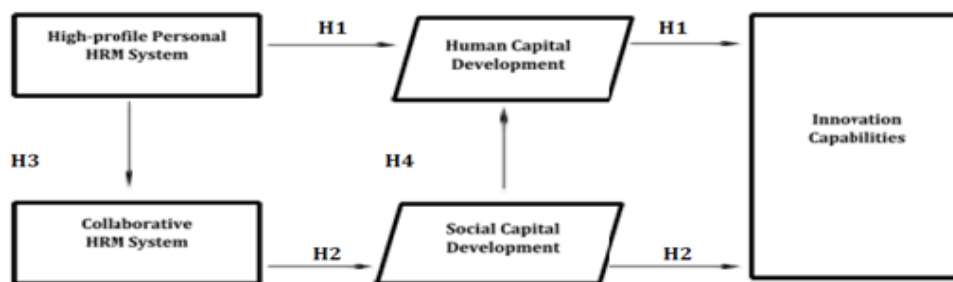 High-profile Personal
HRM System
H1
Human Capital
Development
H1
Innovation
Capabilities
H3
H4
Collaborative
HRM System
H2
Social Capital
Development
H2